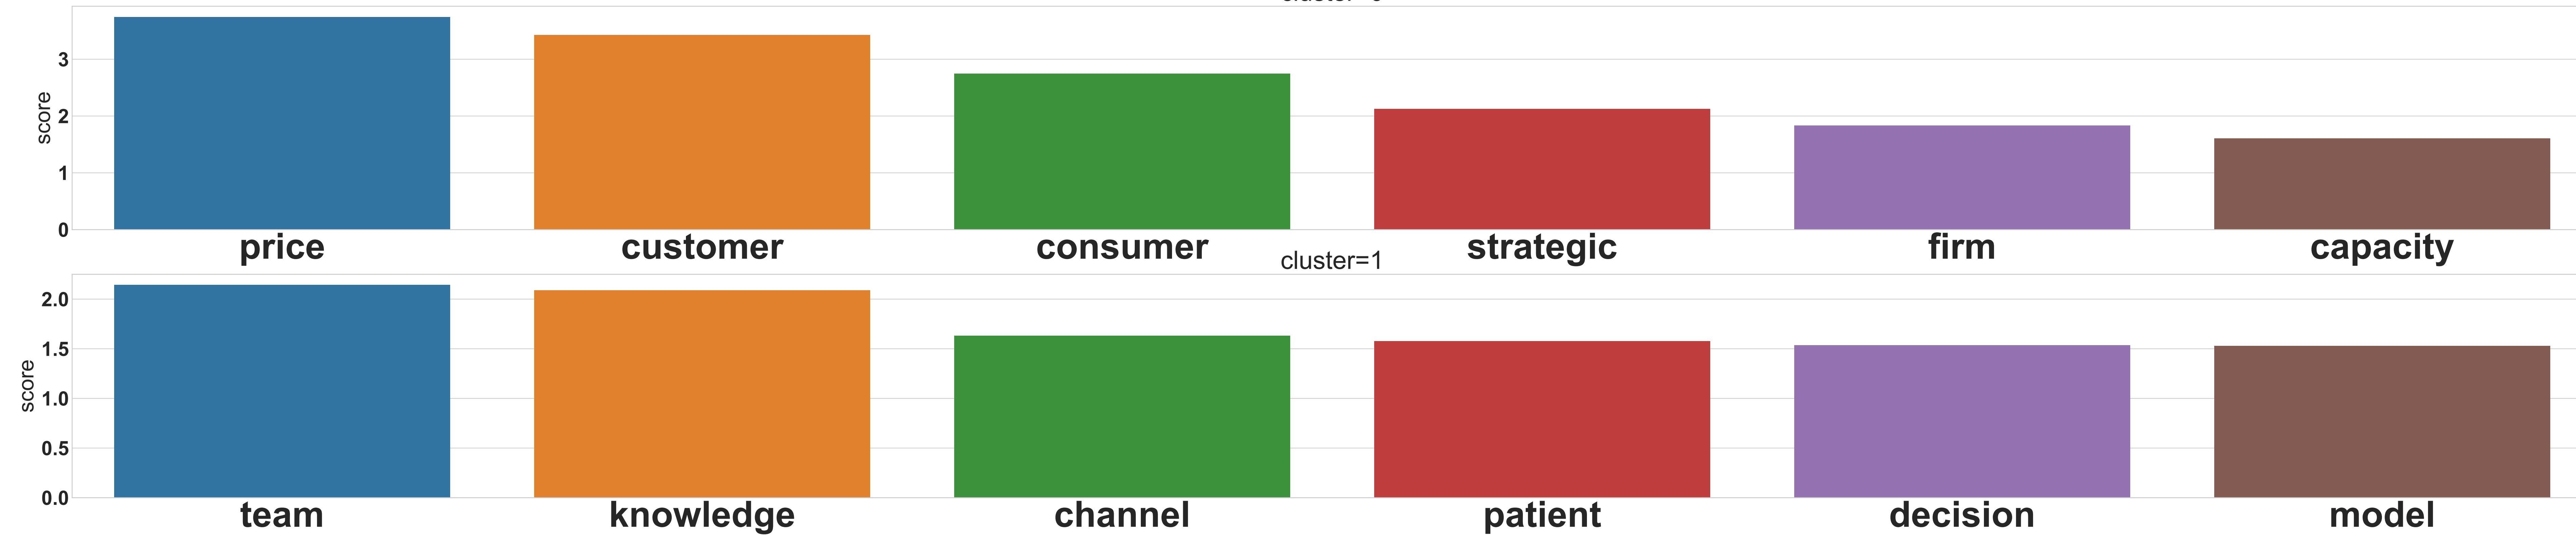 score
3
2
1
0
price customer consumer strategic firm capacity
cluster=1
score
2.0
1.5
1.0
0.5
0.0
team knowledge channel patient decision model